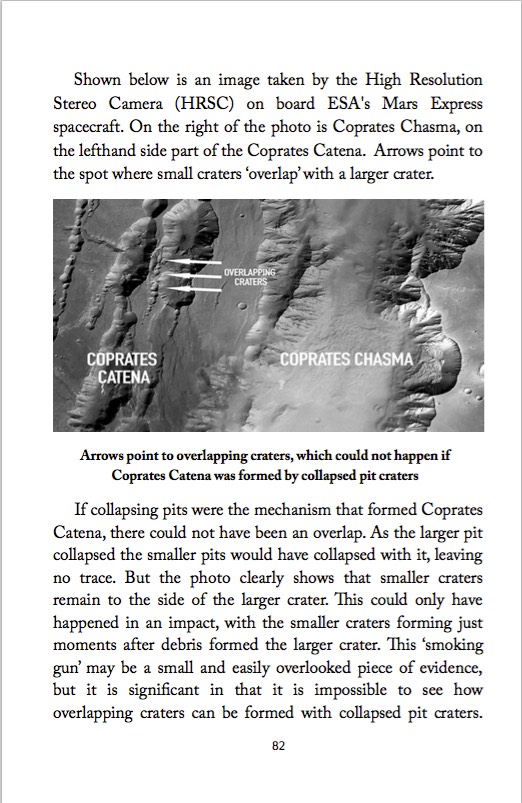 Shown below is an image taken by the High Resolution
Stereo Camera (HRSC) on board ESA's Mars Express
spacecraft. On the right of the photo is Coprates Chasma, on
the lefthand side part of the Coprates Catena. Arrows point to
the spot where small craters ‘overlap’ with a larger crater.
OVERLAPPING
CRATERS
COPRATES
CATENA
COPRATES CHASMA
Arrows point to overlapping craters, which could not happen if
Coprates Catena was formed by collapsed pit craters
If collapsing pits were the mechanism that formed Coprates
Catena, there could not have been an overlap. As the larger pit
collapsed the smaller pits would have collapsed with it, leaving
no trace. But the photo clearly shows that smaller craters
remain to the side of the larger crater. This could only have
happened in an impact, with the smaller craters forming just
moments after debris formed the larger crater. This ‘smoking
gun’ may be a small and easily overlooked piece of evidence,
but it is significant in that it is impossible to see how
overlapping craters can be formed with collapsed pit craters.
82